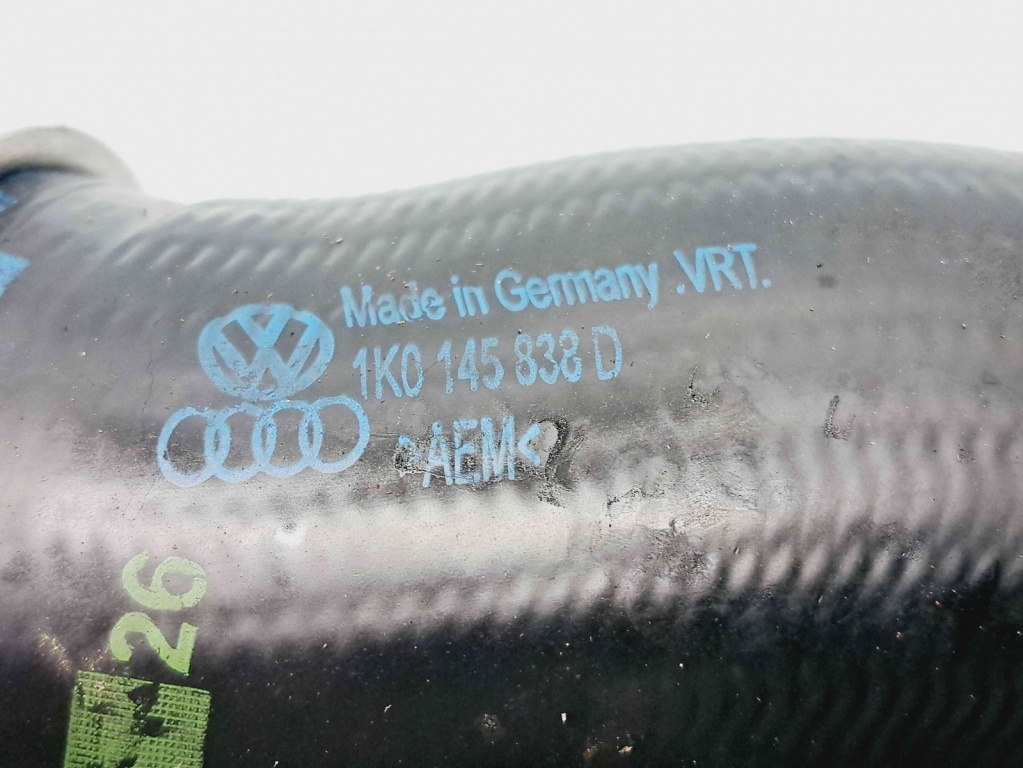 Made in Germany .VRT.
1K0 145 838 D
>AEM<
26